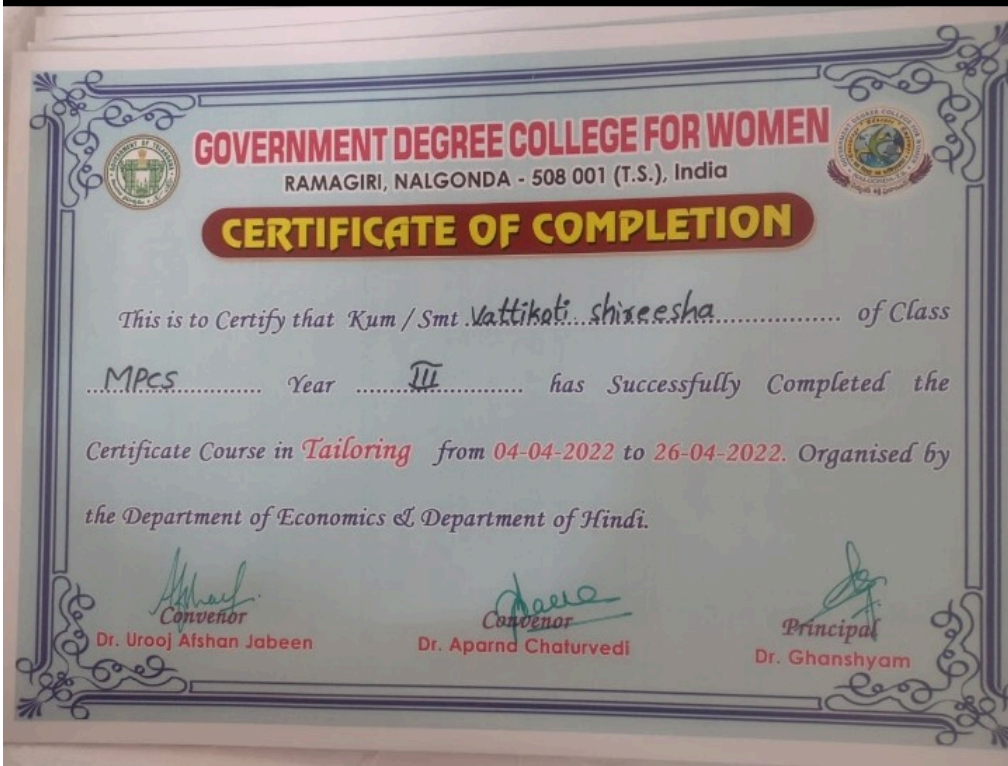 GOVERNMENT DEGREE COLLEGE FOR WOMEN
RAMAGIRI, NALGONDA - 508 001 (T.S.), India
CERTIFICATE OF COMPLETION
This is to Certify that Kum / Smt Vattikoti shireesha of Class
MPCS Year III has Successfully Completed the
Certificate Course in Tailoring from 04-04-2022 to 26-04-2022. Organised by
the Department of Economics & Department of Hindi.
Convenor Convenor Principal
Dr. Urooj Afshan Jabeen Dr. Aparna Chaturvedi Dr. Ghanshyam